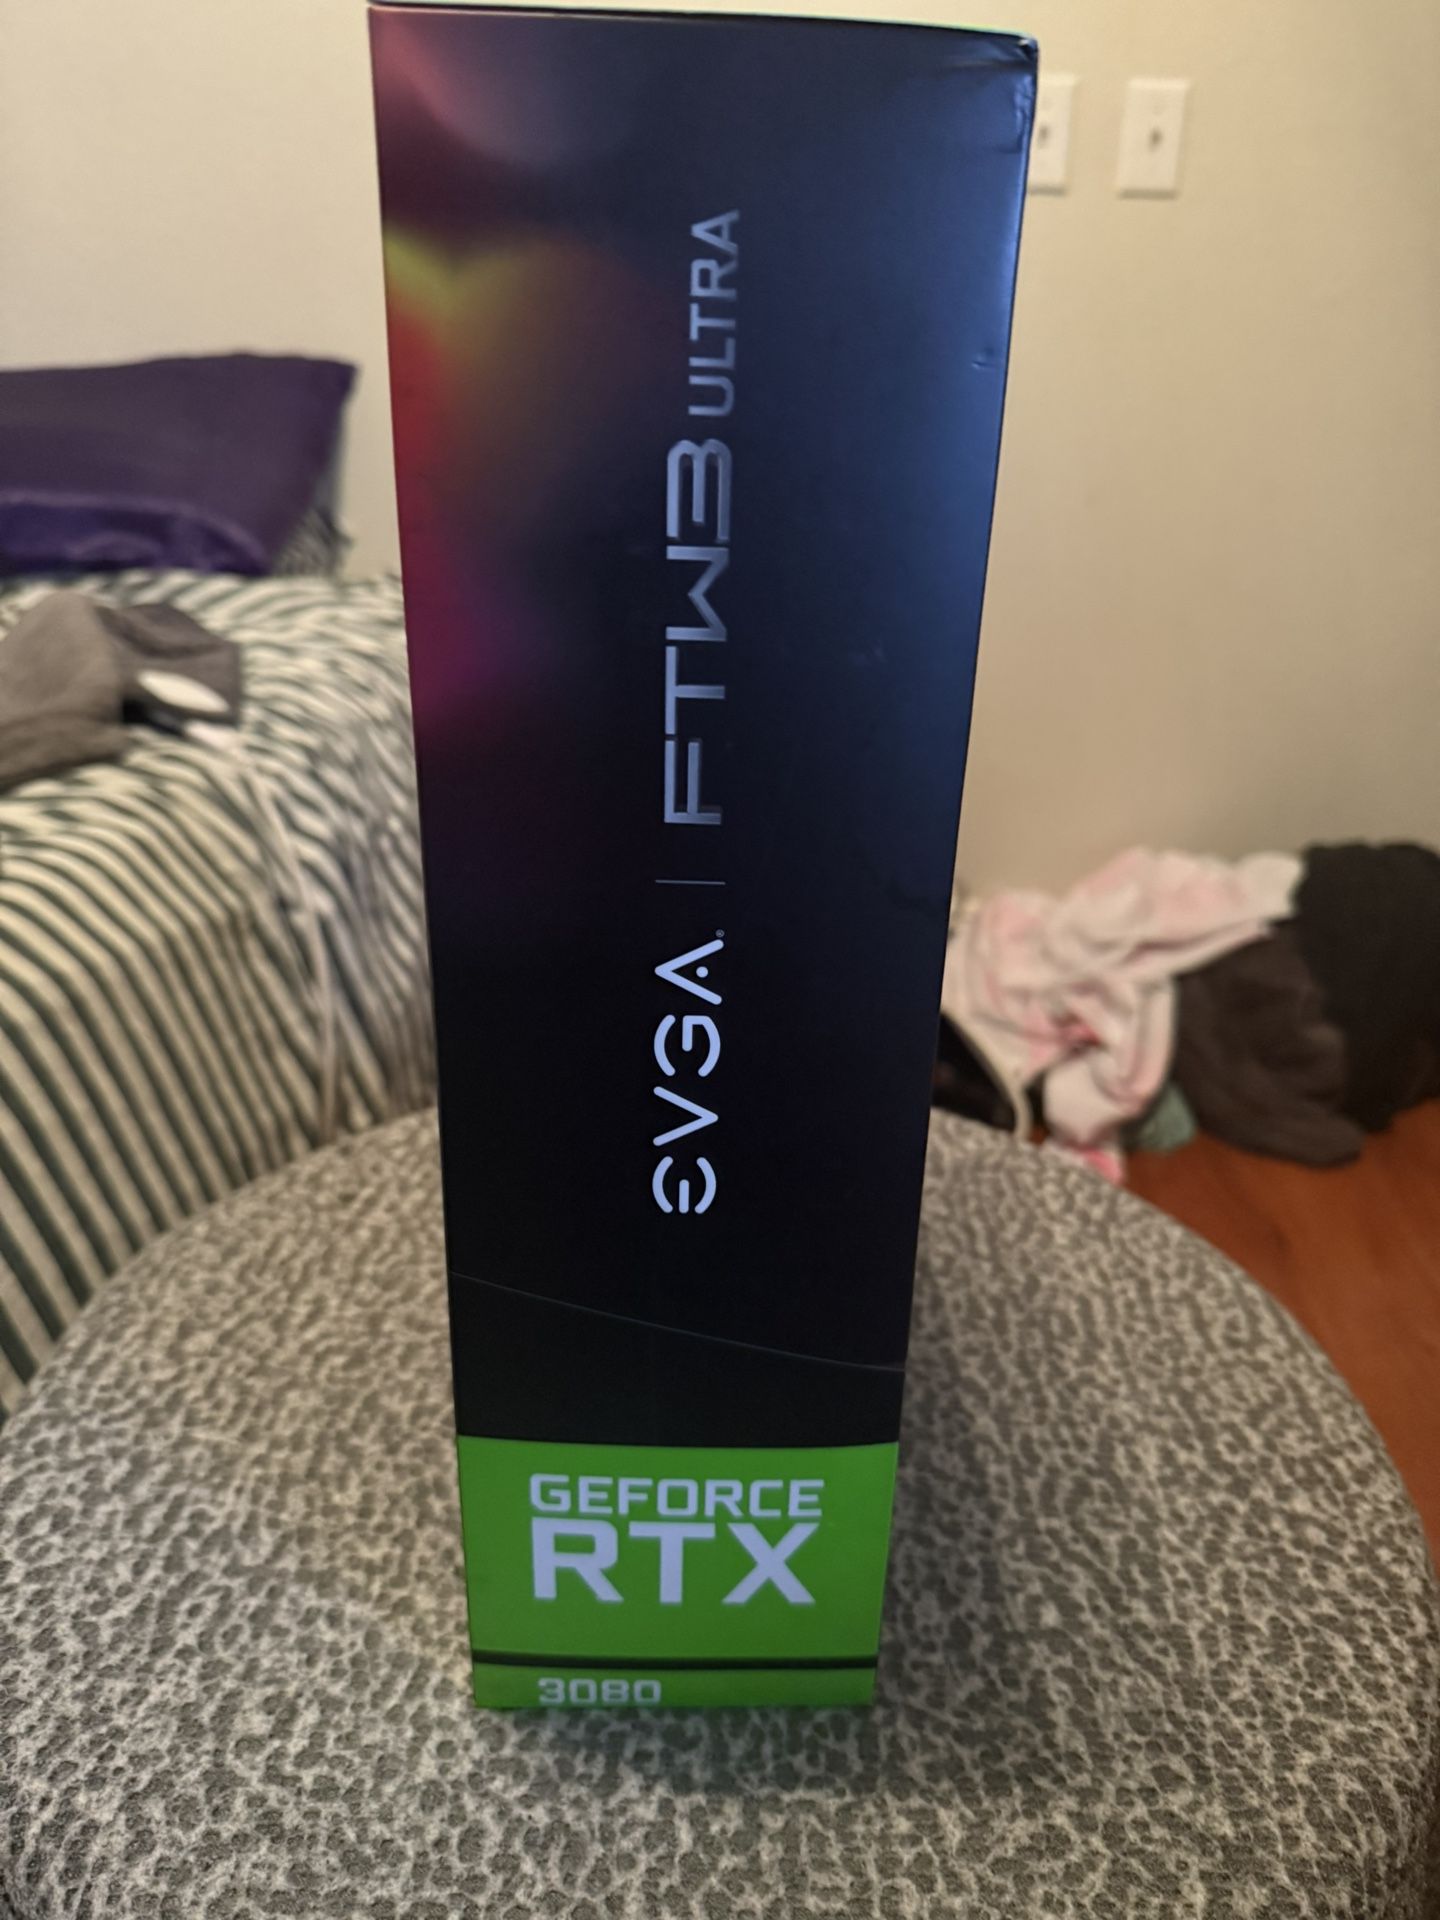 EVGA® | FTW3 ULTRA
GEFORCE
RTX
3080